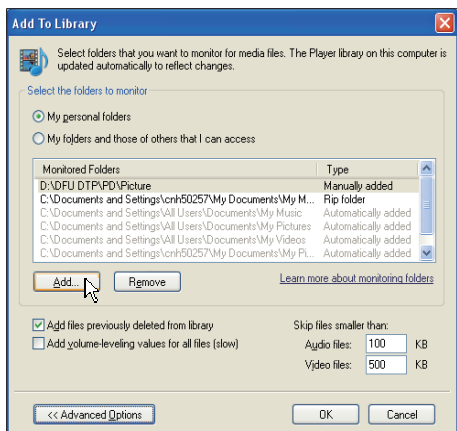 Add To Library
Select folders that you want to monitor for media files. The Player library on this computer is
updated automatically to reflect changes.
Select the folders to monitor
My personal folders
My folders and those of others that I can access
Monitored Folders Type
D:\DFU DTP\PD\Picture Manually added
C:\Documents and Settings\cnh50257\My Documents\My M... Rip folder
C:\Documents and Settings\All Users\Documents\My Music Automatically added
C:\Documents and Settings\All Users\Documents\My Pictures Automatically added
C:\Documents and Settings\All Users\Documents\My Videos Automatically added
C:\Documents and Settings\cnh50257\My Documents\My Pi... Automatically added
Add... Remove Learn more about monitoring folders
Add files previously deleted from library Skip files smaller than:
Add volume-leveling values for all files (slow) Audio files: 100 KB
Video files: 500 KB
<< Advanced Options OK Cancel